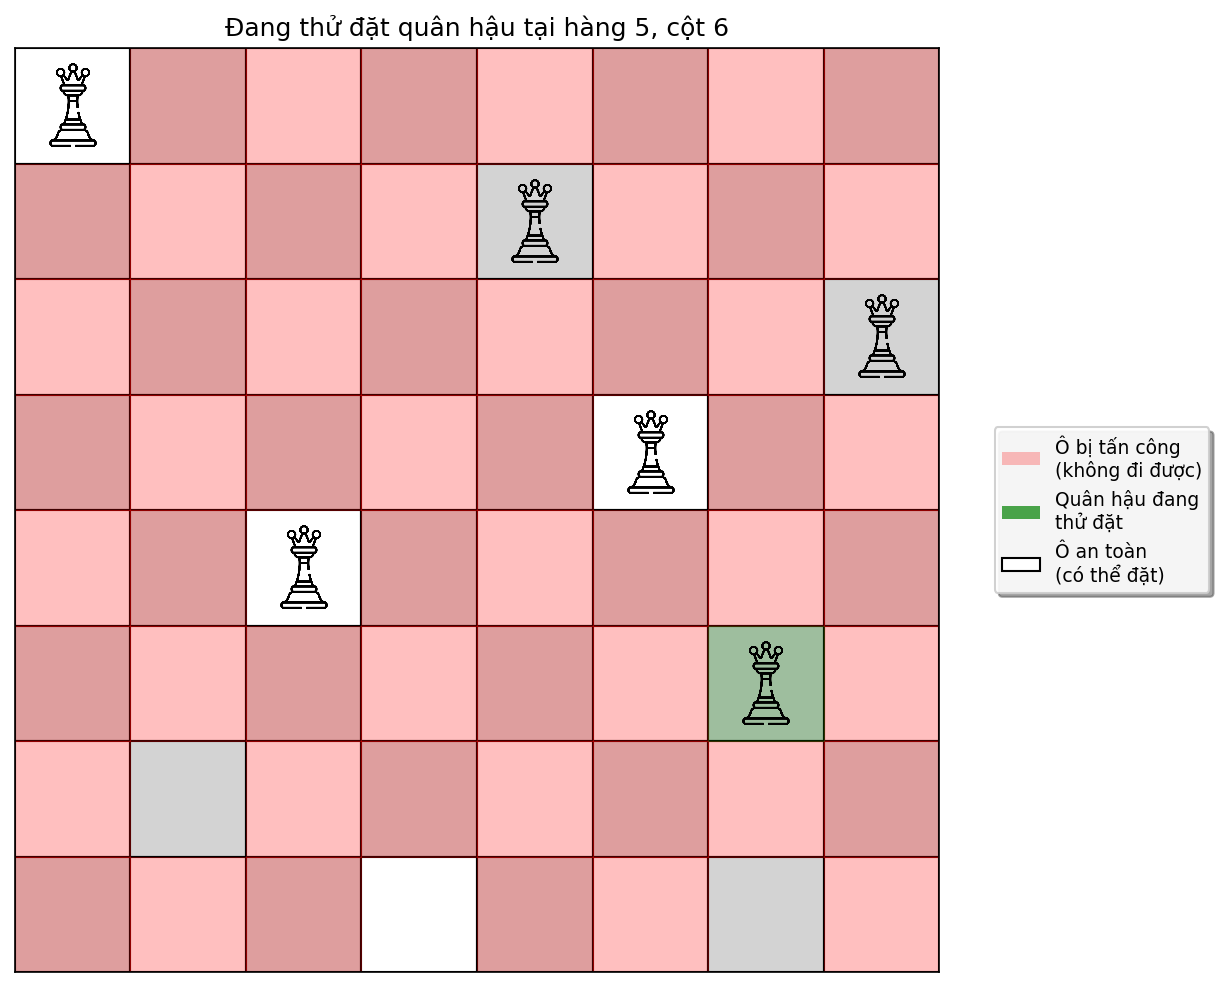 Đang thử đặt quân hậu tại hàng 5, cột 6
Ô bị tấn công
(không đi được)
Quân hậu đang
thử đặt
Ô an toàn
(có thể đặt)